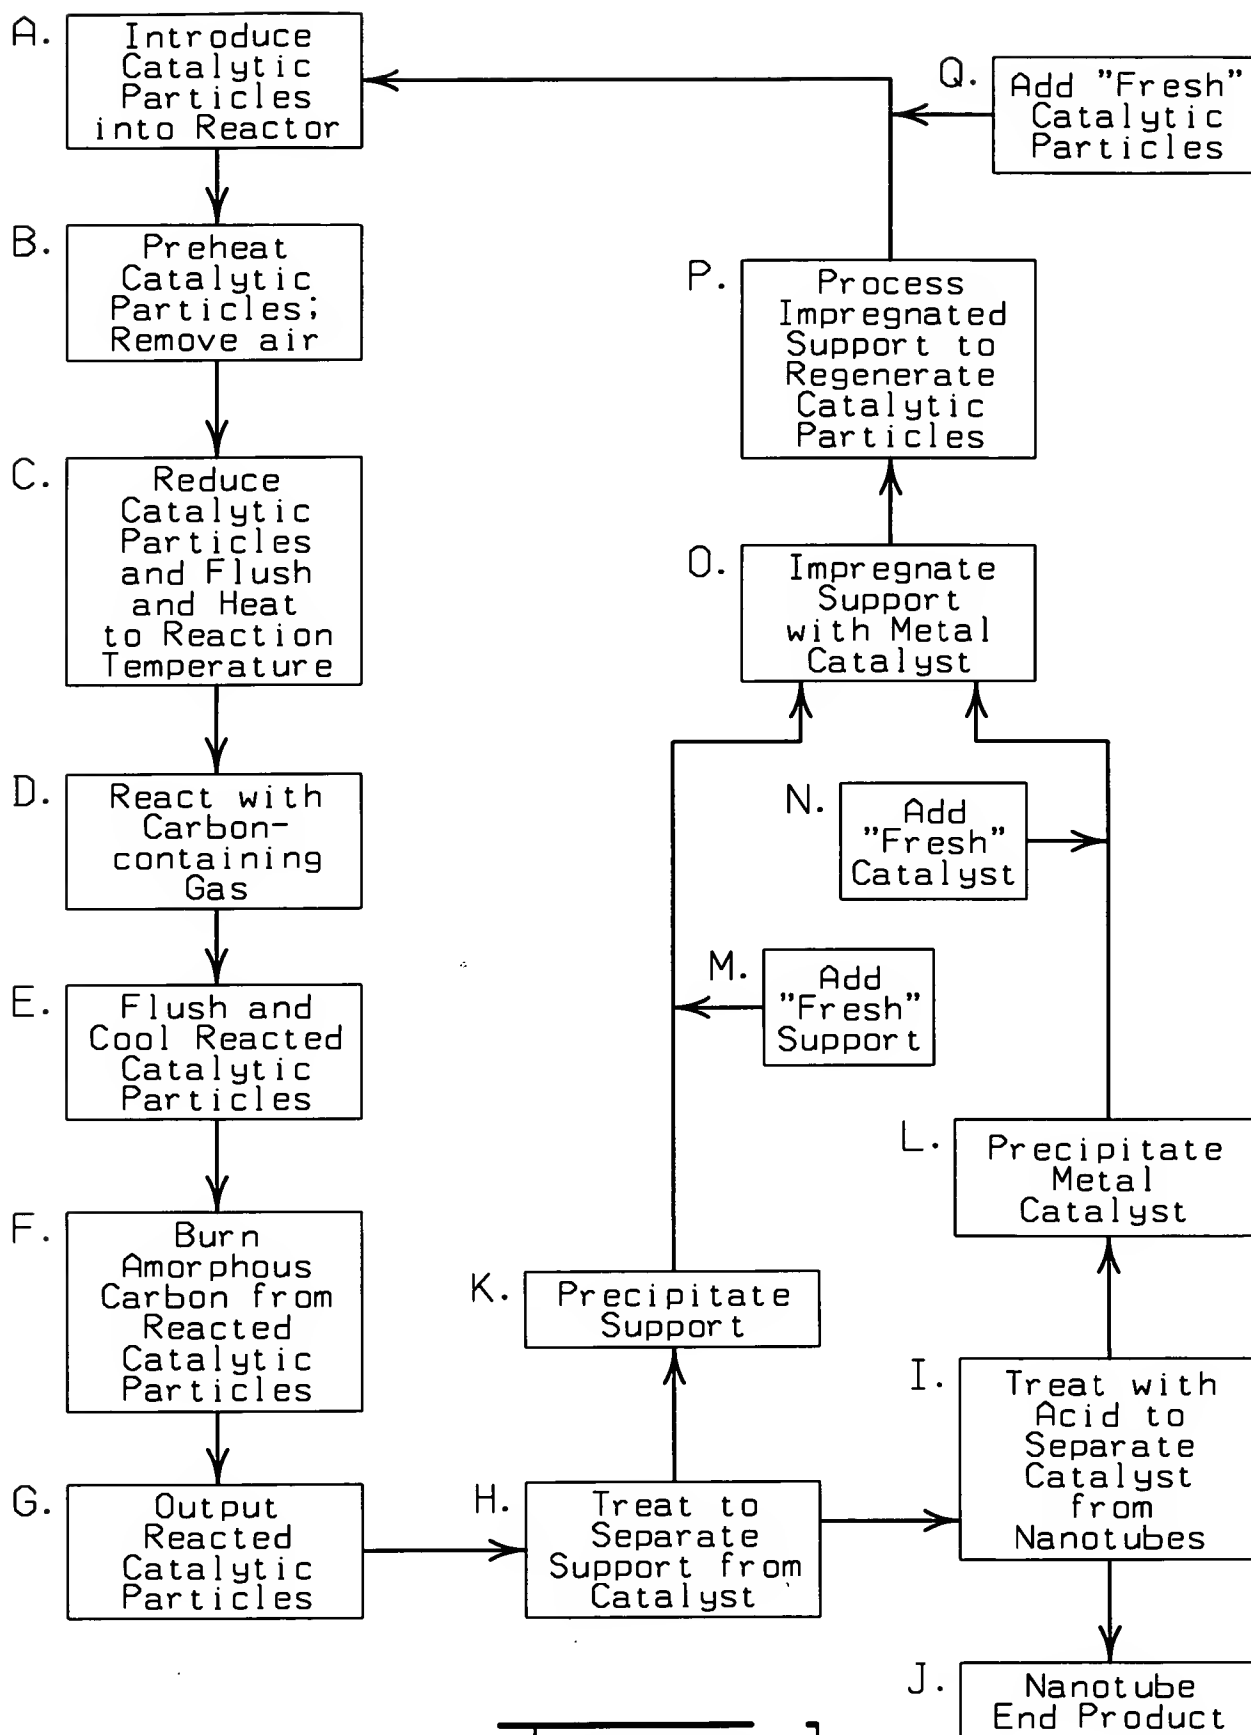 A.
Introduce
Catalytic
Particles
into Reactor
B.
Preheat
Catalytic
Particles;
Remove air
C.
Reduce
Catalytic
Particles
and Flush
and Heat
to Reaction
Temperature
D.
React with
Carbon-
containing
Gas
E.
Flush and
Cool Reacted
Catalytic
Particles
F.
Burn
Amorphous
Carbon from
Reacted
Catalytic
Particles
G.
Output
Reacted
Catalytic
Particles
H.
Treat to
Separate
Support from
Catalyst
I.
Treat with
Acid to
Separate
Catalyst
from
Nanotubes
J.
Nanotube
End Product
K.
Precipitate
Support
L.
Precipitate
Metal
Catalyst
M.
Add
"Fresh"
Support
N.
Add
"Fresh"
Catalyst
O.
Impregnate
Support
with Metal
Catalyst
P.
Process
Impregnated
Support to
Regenerate
Catalytic
Particles
Q.
Add "Fresh"
Catalytic
Particles